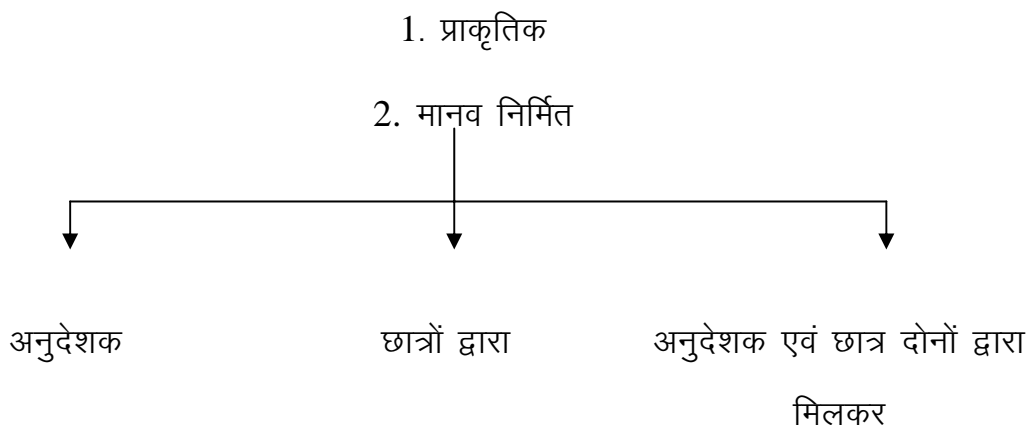 1. प्राकृतिक
2. मानव निर्मित
अनुदेशक छात्रों द्वारा अनुदेशक एवं छात्र दोनों द्वारा
मिलकर